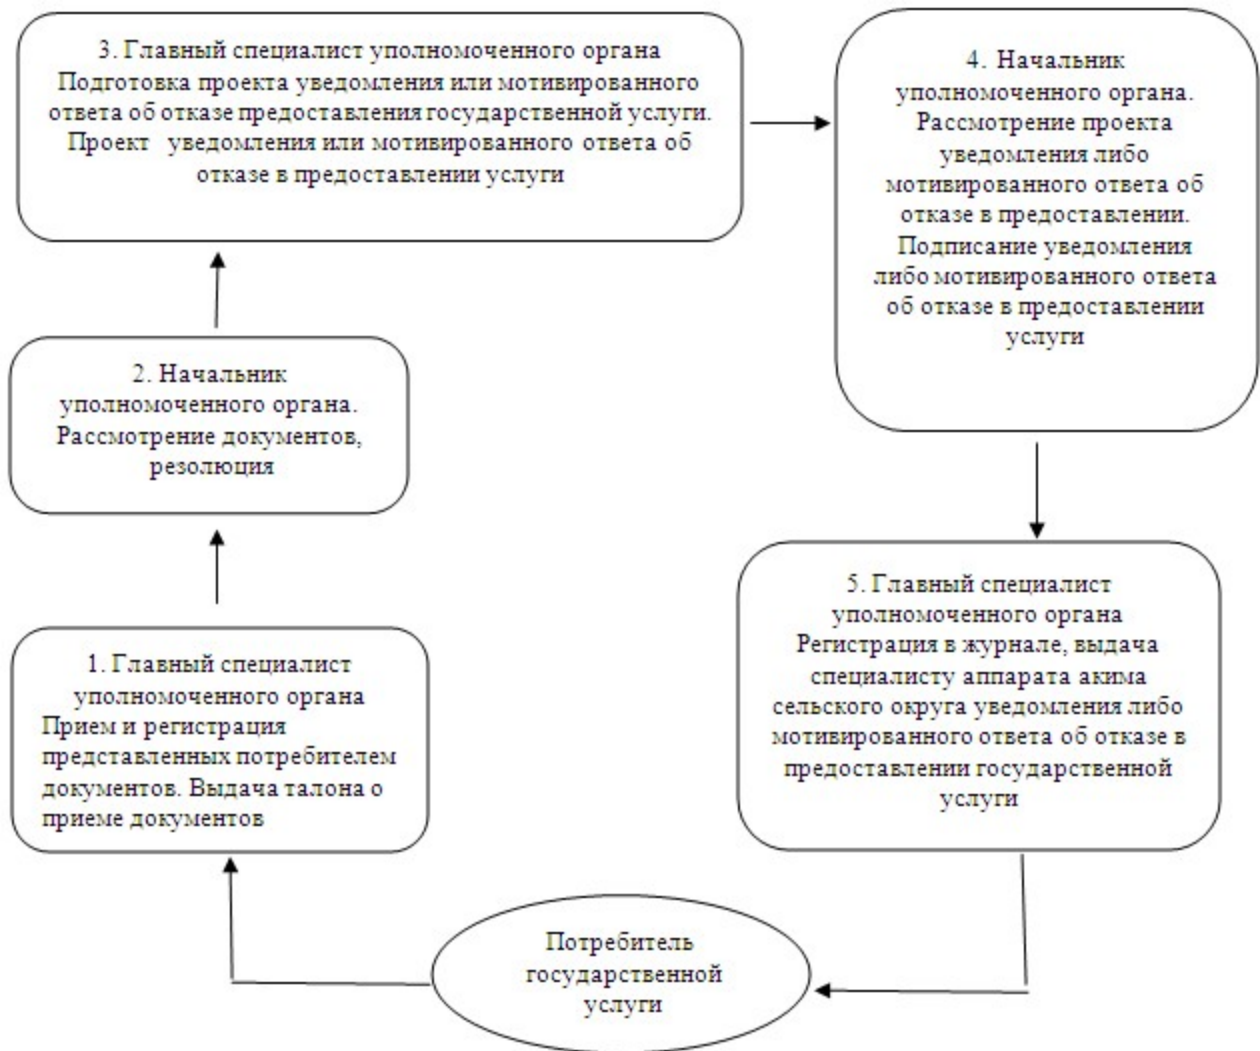 3. Главный специалист уполномоченного органа
Подготовка проекта уведомления или мотивированного
ответа об отказе предоставления государственной услуги.
Проект уведомления или мотивированного ответа об
отказе в предоставлении услуги
4. Начальник
уполномоченного органа.
Рассмотрение проекта
уведомления либо
мотивированного ответа об
отказе в предоставлении.
Подписание уведомления
либо мотивированного ответа
об отказе в предоставлении
услуги
2. Начальник
уполномоченного органа.
Рассмотрение документов,
резолюция
5. Главный специалист
уполномоченного органа
Регистрация в журнале, выдача
специалисту аппарата акима
сельского округа уведомления либо
мотивированного ответа об отказе в
предоставлении государственной
услуги
1. Главный специалист
уполномоченного органа
Прием и регистрация
представленных потребителем
документов. Выдача талона о
приеме документов
Потребитель
государственной
услуги